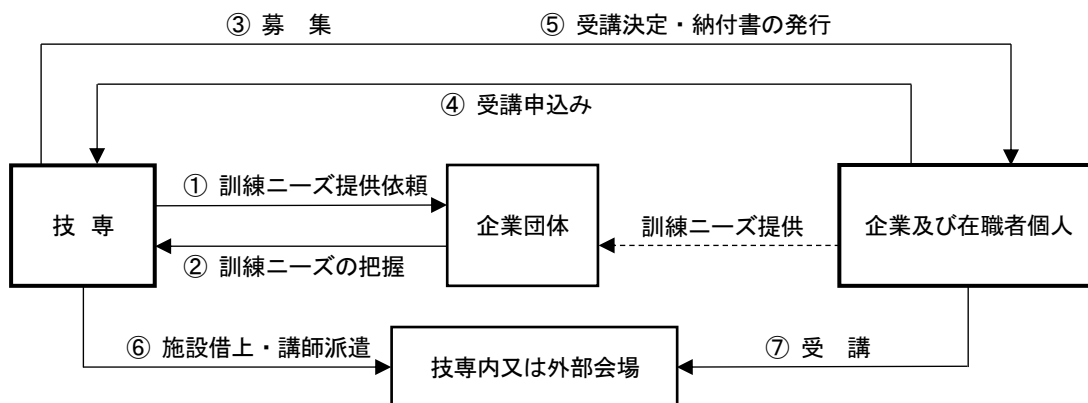 ③ 募　集
⑤ 受講決定・納付書の発行
④ 受講申込み
技 専
① 訓練ニーズ提供依頼
② 訓練ニーズの把握
企業団体
訓練ニーズ提供
企業及び在職者個人
⑥ 施設借上・講師派遣
技専内又は外部会場
⑦ 受　講